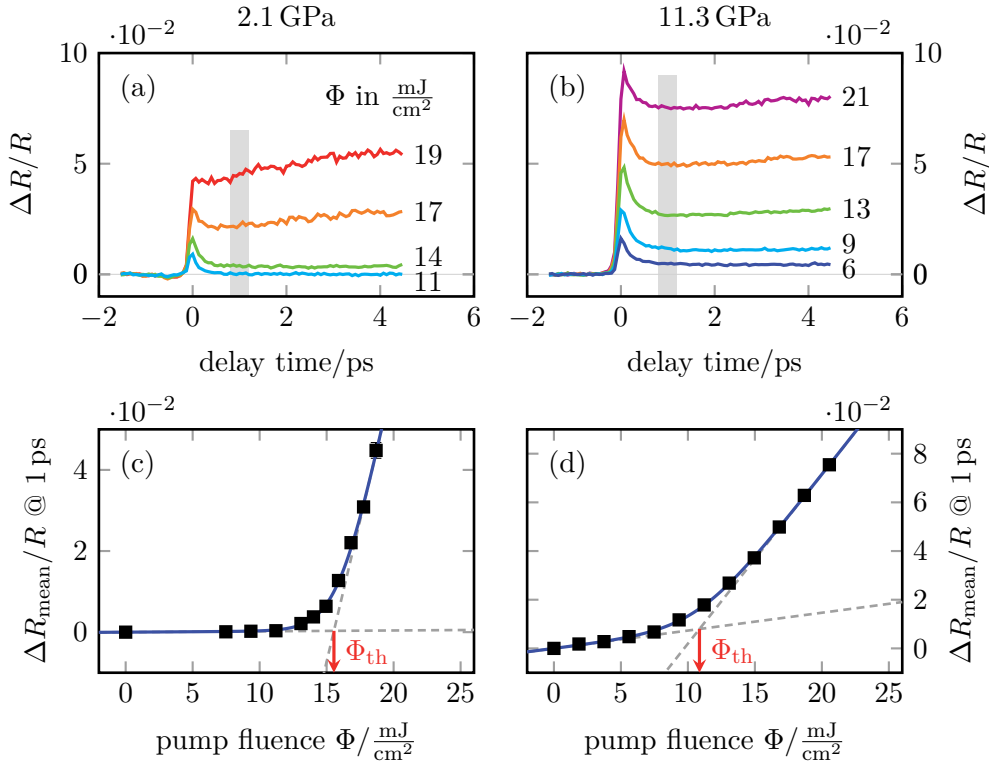 2.1 GPa
11.3 GPa
·10⁻²
·10⁻²
10
5
0
ΔR/R
(a)
Φ in mJ/cm²
19
17
14
11
−2
0
2
4
6
delay time/ps
(b)
21
17
13
9
6
10
5
0
ΔR/R
−2
0
2
4
6
delay time/ps
·10⁻²
(c)
4
2
0
ΔR_mean/R @ 1 ps
Φ_th
0
5
10
15
20
25
pump fluence Φ/mJ/cm²
·10⁻²
(d)
8
6
4
2
0
ΔR_mean/R @ 1 ps
Φ_th
0
5
10
15
20
25
pump fluence Φ/mJ/cm²